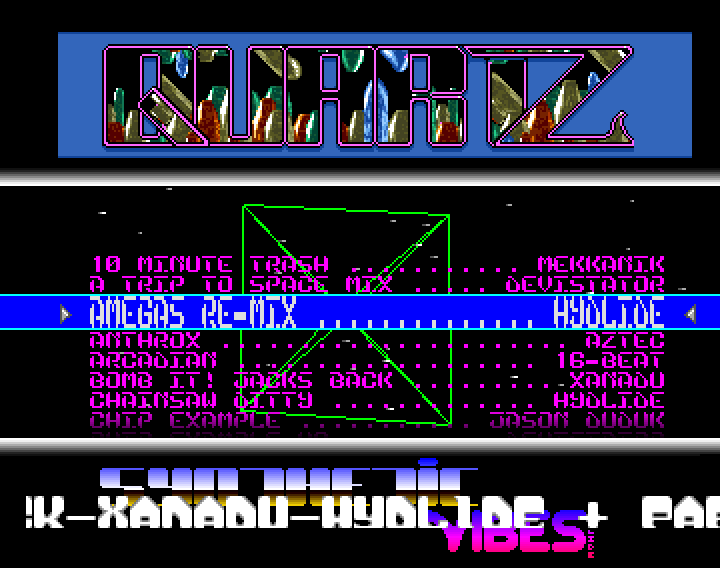 QUARTZ
10 MINUTE TRASH .......... MEKKANIK
A TRIP TO SPACE MIX ..... DEVISTATOR
AMEGAS RE-MIX ............. HYDLIDE
ANTHROX ..................... AZTEC
ARCADIAN .................. 16-BEAT
BOMB IT! JACKS BACK ........ XANADU
CHAINSAW DITTY ............ HYDLIDE
CHIP EXAMPLE .......... JASON DUDUK
SYNTHETIC
K-XANADU-HYDLIDE +
VIBES